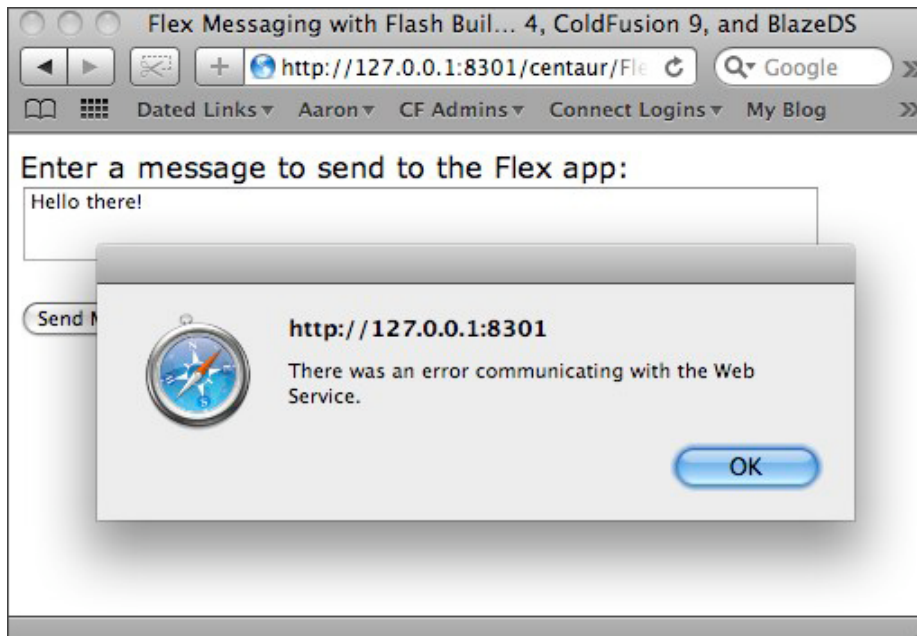 Flex Messaging with Flash Buil... 4, ColdFusion 9, and BlazeDS
http://127.0.0.1:8301/centaur/Fle
Google
Dated Links Aaron CF Admins Connect Logins My Blog
Enter a message to send to the Flex app:
Hello there!
Send M
http://127.0.0.1:8301
There was an error communicating with the Web
Service.
OK